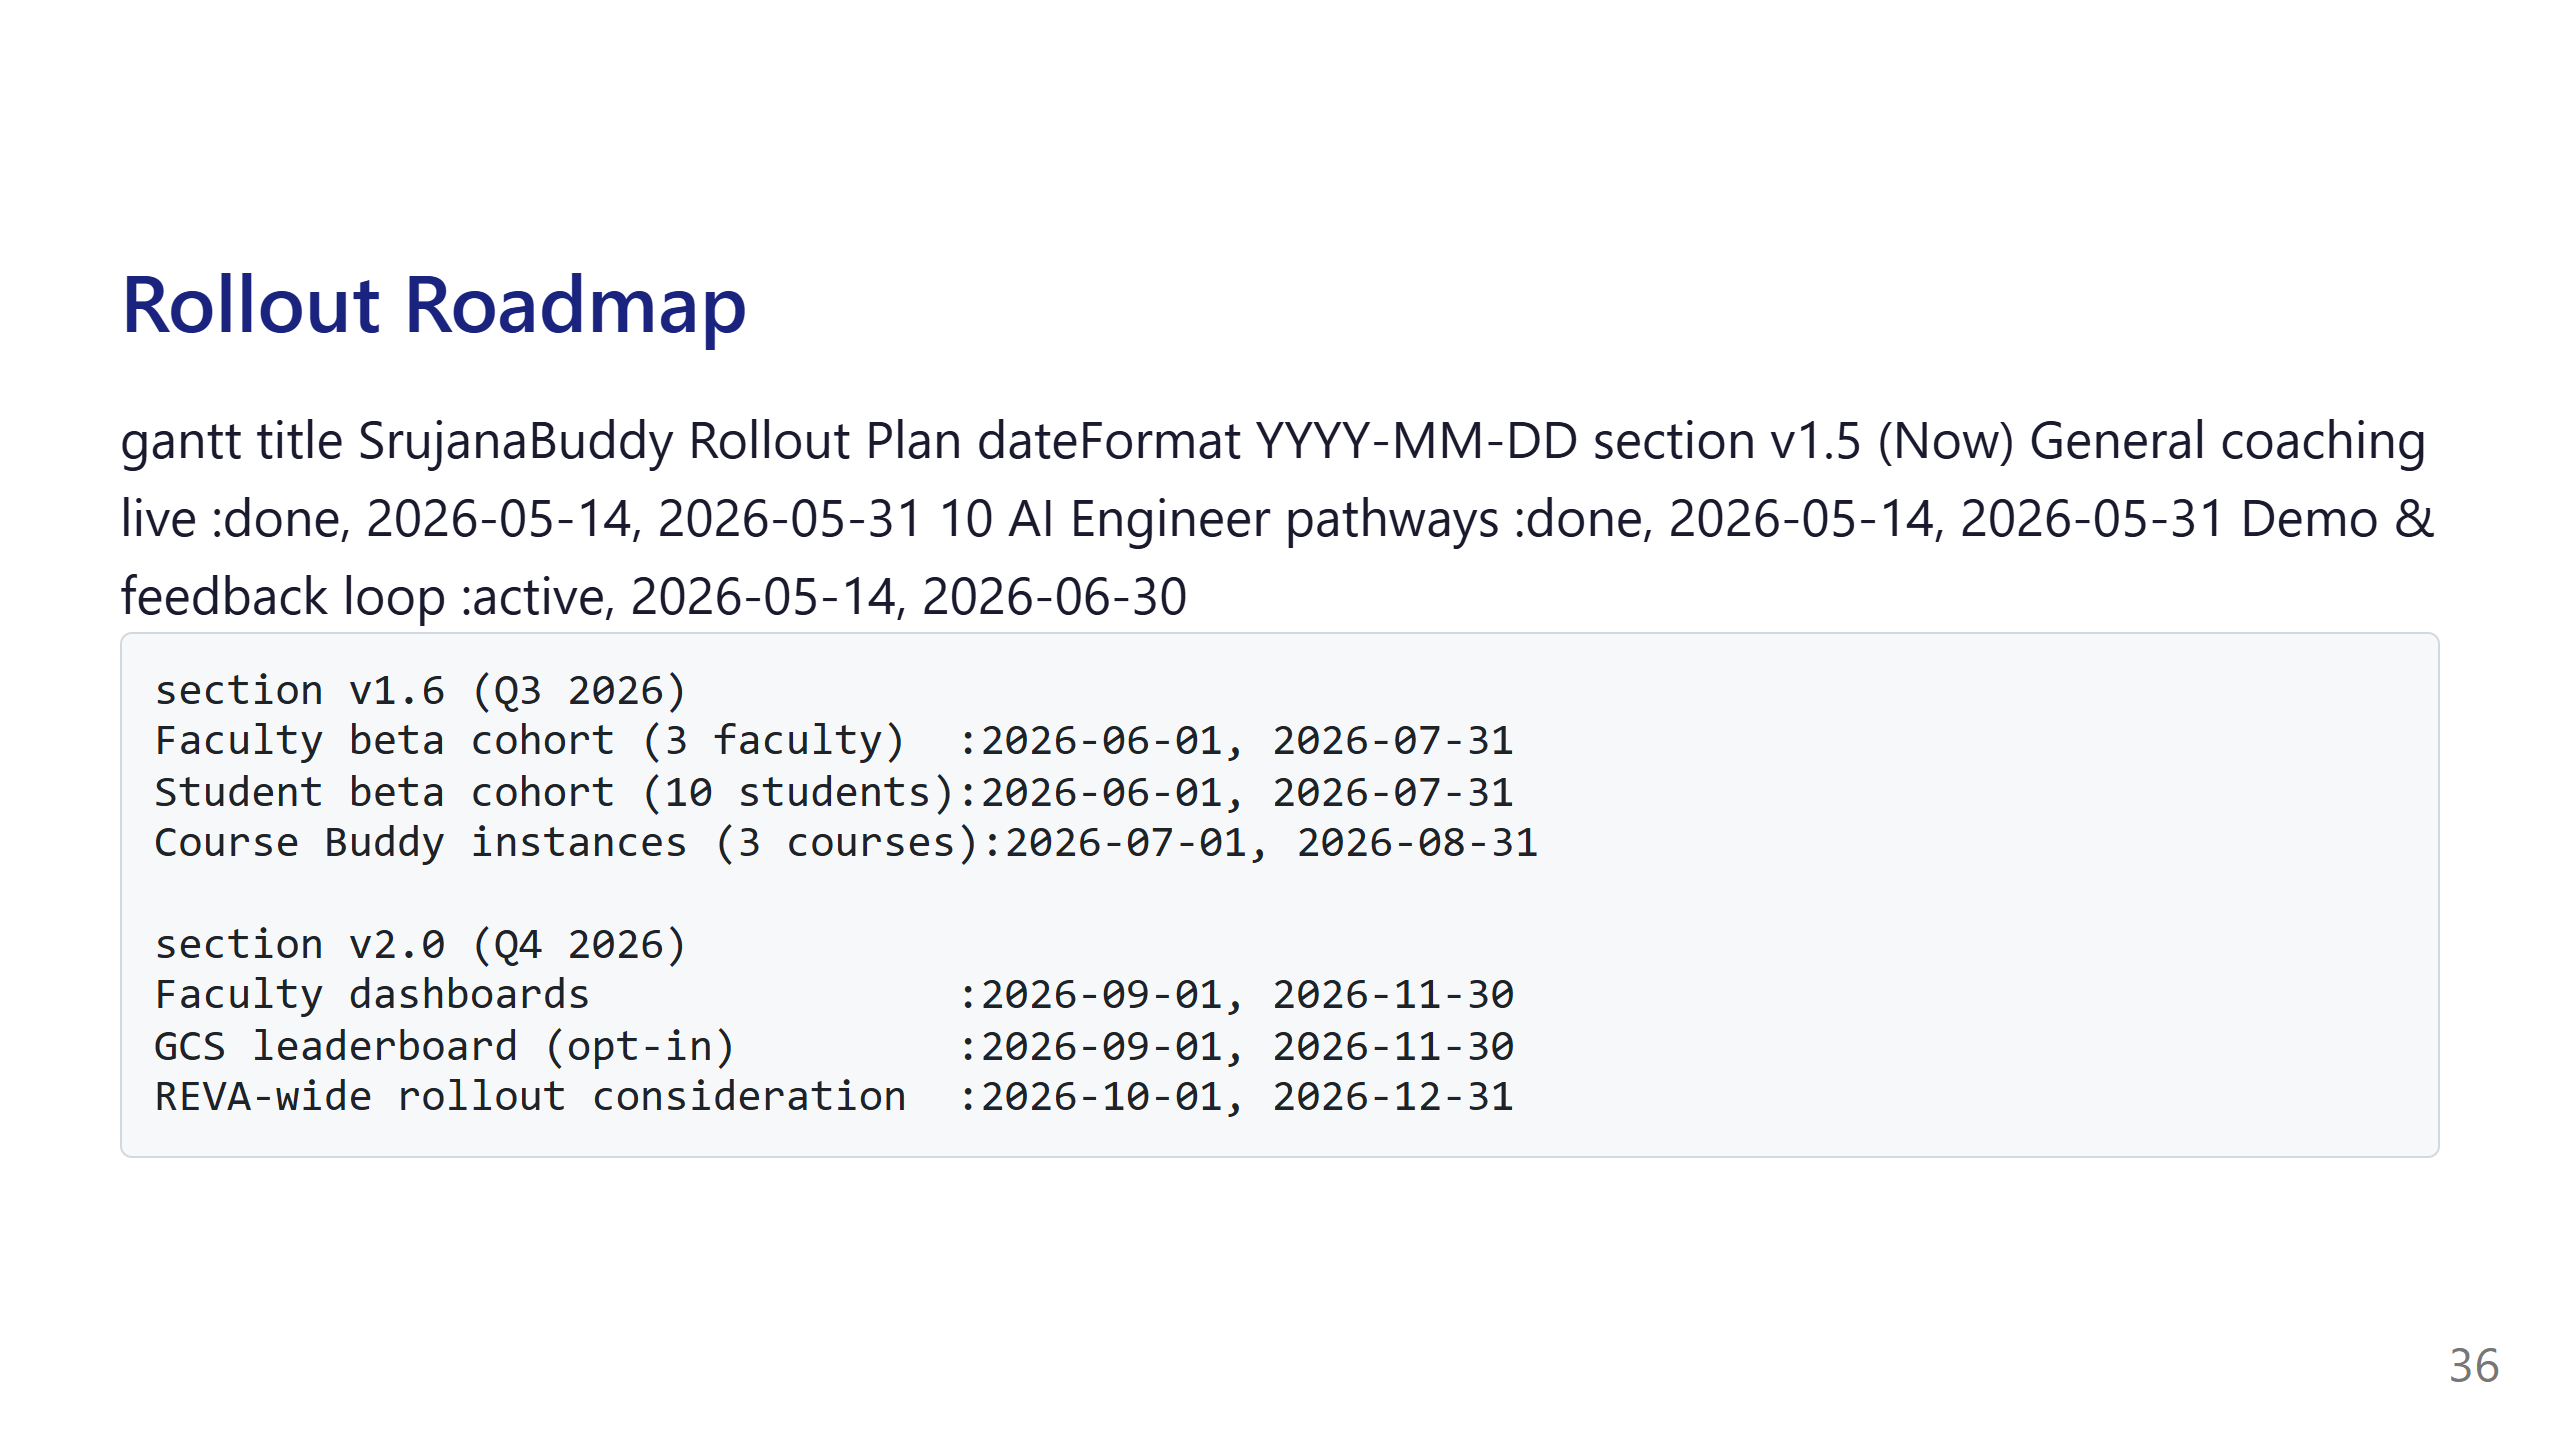 Rollout Roadmap
gantt title SrujanaBuddy Rollout Plan dateFormat YYYY-MM-DD section v1.5 (Now) General coaching
live :done, 2026-05-14, 2026-05-31 10 AI Engineer pathways :done, 2026-05-14, 2026-05-31 Demo &
feedback loop :active, 2026-05-14, 2026-06-30
section v1.6 (Q3 2026)
Faculty beta cohort (3 faculty)  :2026-06-01, 2026-07-31
Student beta cohort (10 students):2026-06-01, 2026-07-31
Course Buddy instances (3 courses):2026-07-01, 2026-08-31
section v2.0 (Q4 2026)
Faculty dashboards               :2026-09-01, 2026-11-30
GCS leaderboard (opt-in)         :2026-09-01, 2026-11-30
REVA-wide rollout consideration  :2026-10-01, 2026-12-31
36